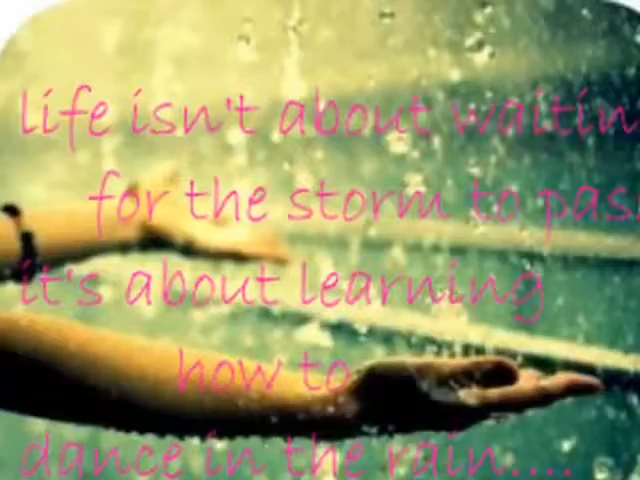 life isn't about waitin
for the storm to pas
it's about learning
how to
dance in the rain....